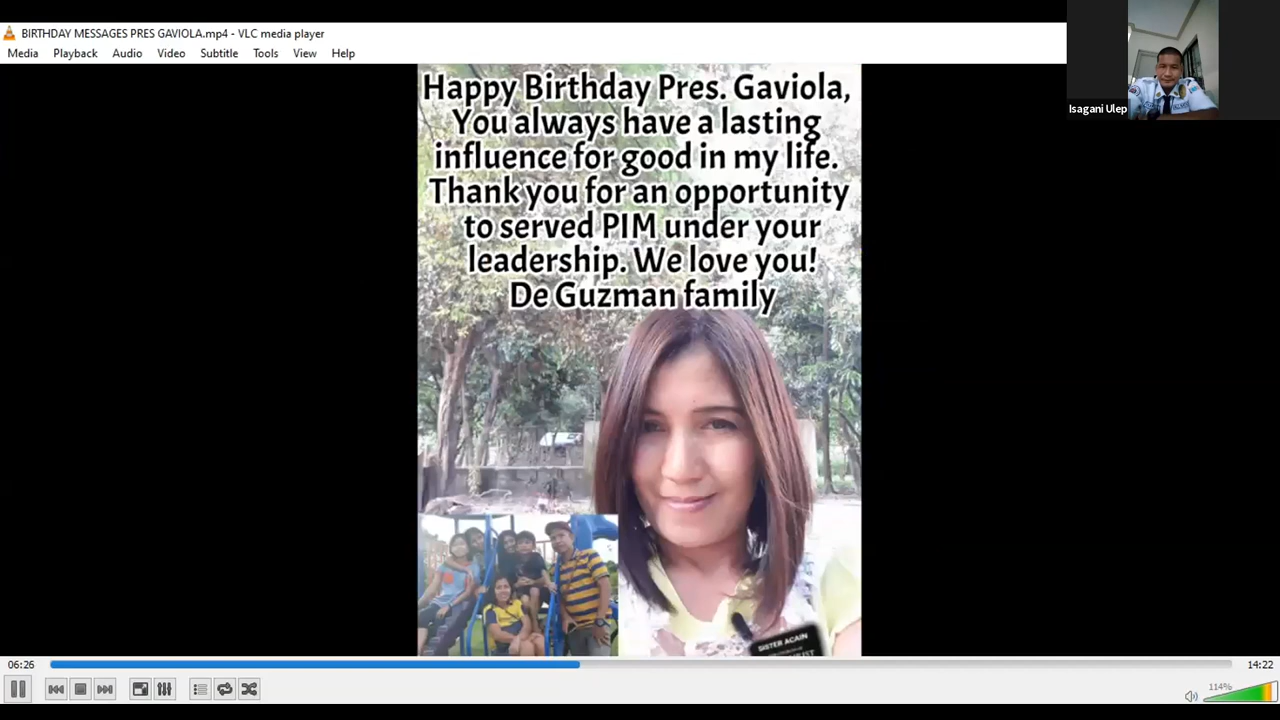 BIRTHDAY MESSAGES PRES GAVIOLA.mp4 - VLC media player
Media Playback Audio Video Subtitle Tools View Help
Isagani Ulep
Happy Birthday Pres. Gaviola,
You always have a lasting
influence for good in my life.
Thank you for an opportunity
to served PIM under your
leadership. We love you!
De Guzman family
SISTER ACAIN
06:26
14:22
114%